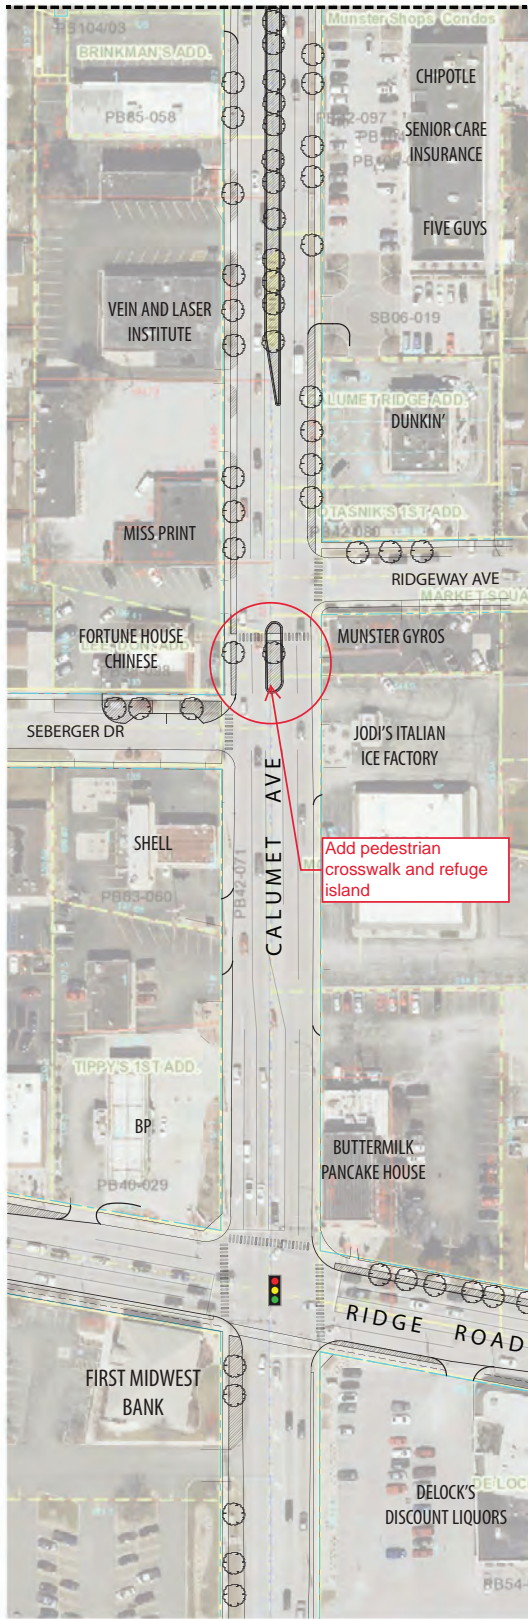 PB104/03
Munster Shops Condos
BRINKMAN'S ADD.
CHIPOTLE
PB85-058
SENIOR CARE
INSURANCE
FIVE GUYS
VEIN AND LASER
INSTITUTE
SB06-019
CALUMET RIDGE ADD.
DUNKIN'
MISS PRINT
OTASNIK'S 1ST ADD.
RIDGEWAY AVE
MARKET SQUA
FORTUNE HOUSE
CHINESE
MUNSTER GYROS
SEBERGER DR
JODI'S ITALIAN
ICE FACTORY
CALUMET AVE
SHELL
Add pedestrian
crosswalk and refuge
island
PB83-060
PB42-071
TIPPY'S 1ST ADD.
BP
PB40-029
BUTTERMILK
PANCAKE HOUSE
RIDGE ROAD
FIRST MIDWEST
BANK
DELOCK'S
DISCOUNT LIQUORS
DE LOC
PB54-